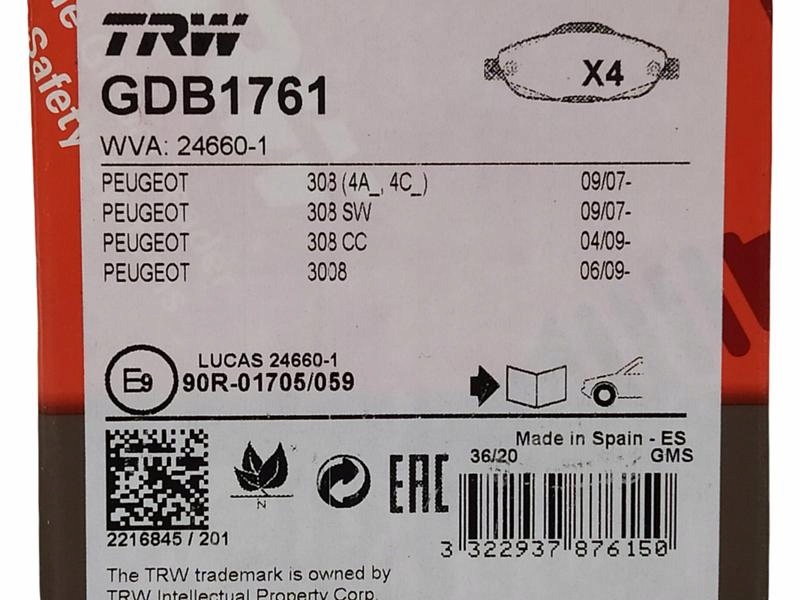 the
Safety
TRW
X4
GDB1761
WVA: 24660-1
PEUGEOT 308 (4A_, 4C_) 09/07-
PEUGEOT 308 SW 09/07-
PEUGEOT 308 CC 04/09-
PEUGEOT 3008 06/09-
E9
LUCAS 24660-1
90R-01705/059
Made in Spain - ES
36/20 GMS
N
EAC
2216845 / 201
3 322937 876150
The TRW trademark is owned by
TRW Intellectual Property Corp.